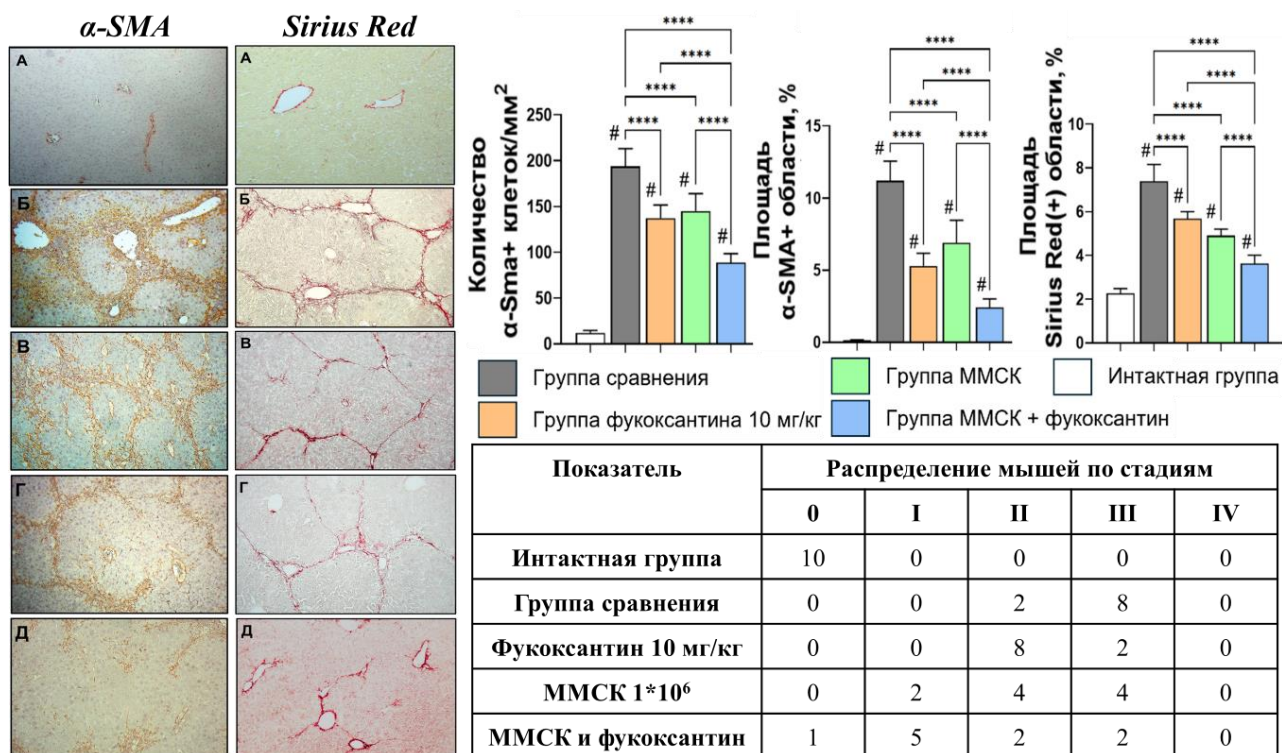 α-SMA
Sirius Red
А
Б
В
Г
Д
А
Б
В
Г
Д
Количество
α-Sma+ клеток/мм²
250
200
150
100
50
0
****
****
****
****
****
#
#
#
#
Площадь
α-SMA+ области, %
15
10
5
0
****
****
****
****
****
#
#
#
#
Площадь
Sirius Red(+) области, %
10
8
6
4
2
0
****
****
****
****
****
#
#
#
#
Группа сравнения
Группа ММСК
Интактная группа
Группа фукоксантина 10 мг/кг
Группа ММСК + фукоксантин
Показатель Распределение мышей по стадиям
0 I II III IV
Интактная группа 10 0 0 0 0
Группа сравнения 0 0 2 8 0
Фукоксантин 10 мг/кг 0 0 8 2 0
ММСК 1*10⁶ 0 2 4 4 0
ММСК и фукоксантин 1 5 2 2 0